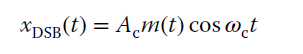 x_DSB(t) = A_c m(t) cos ω_c t